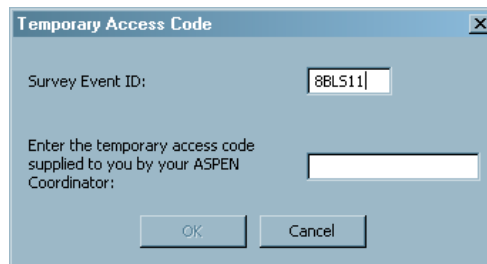 Temporary Access Code
Survey Event ID:
8BLS11
Enter the temporary access code
supplied to you by your ASPEN
Coordinator:
OK
Cancel